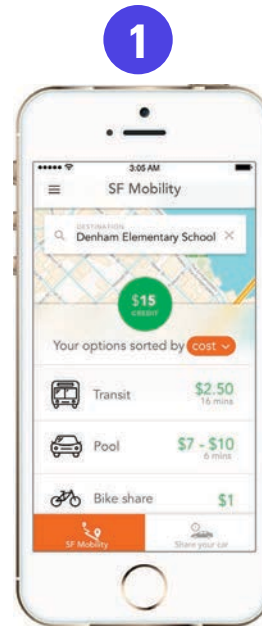 1
3:05 AM
SF Mobility
DESTINATION
Denham Elementary School
$15
CREDIT
Your options sorted by cost
Transit
$2.50
16 mins
Pool
$7 - $10
6 mins
Bike share
$1
SF Mobility
Share your car